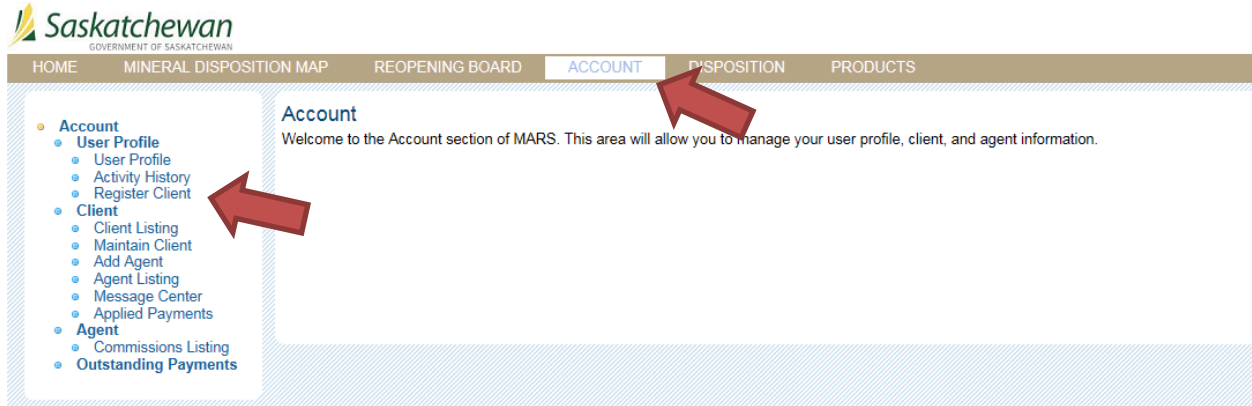 Saskatchewan
GOVERNMENT OF SASKATCHEWAN
HOME MINERAL DISPOSITION MAP REOPENING BOARD ACCOUNT DISPOSITION PRODUCTS
Account
User Profile
User Profile
Activity History
Register Client
Client
Client Listing
Maintain Client
Add Agent
Agent Listing
Message Center
Applied Payments
Agent
Commissions Listing
Outstanding Payments
Account
Welcome to the Account section of MARS. This area will allow you to manage your user profile, client, and agent information.